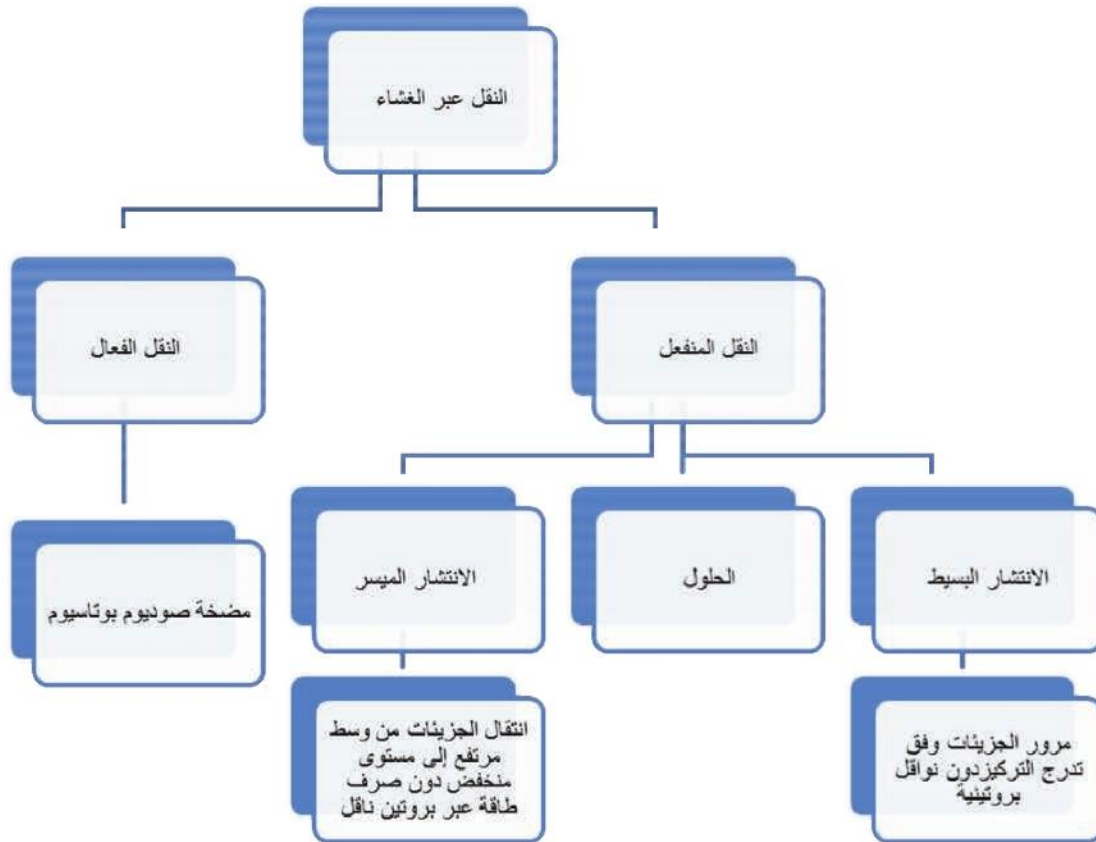 النقل عبر الغشاء
النقل المنفعل
النقل الفعال
الانتشار البسيط
الحلول
الانتشار الميسر
مضخة صوديوم بوتاسيوم
مرور الجزيئات وفق
تدرج التركيزدون نواقل
بروتينية
انتقال الجزيئات من وسط
مرتفع إلى مستوى
منخفض دون صرف
طاقة عبر بروتين ناقل